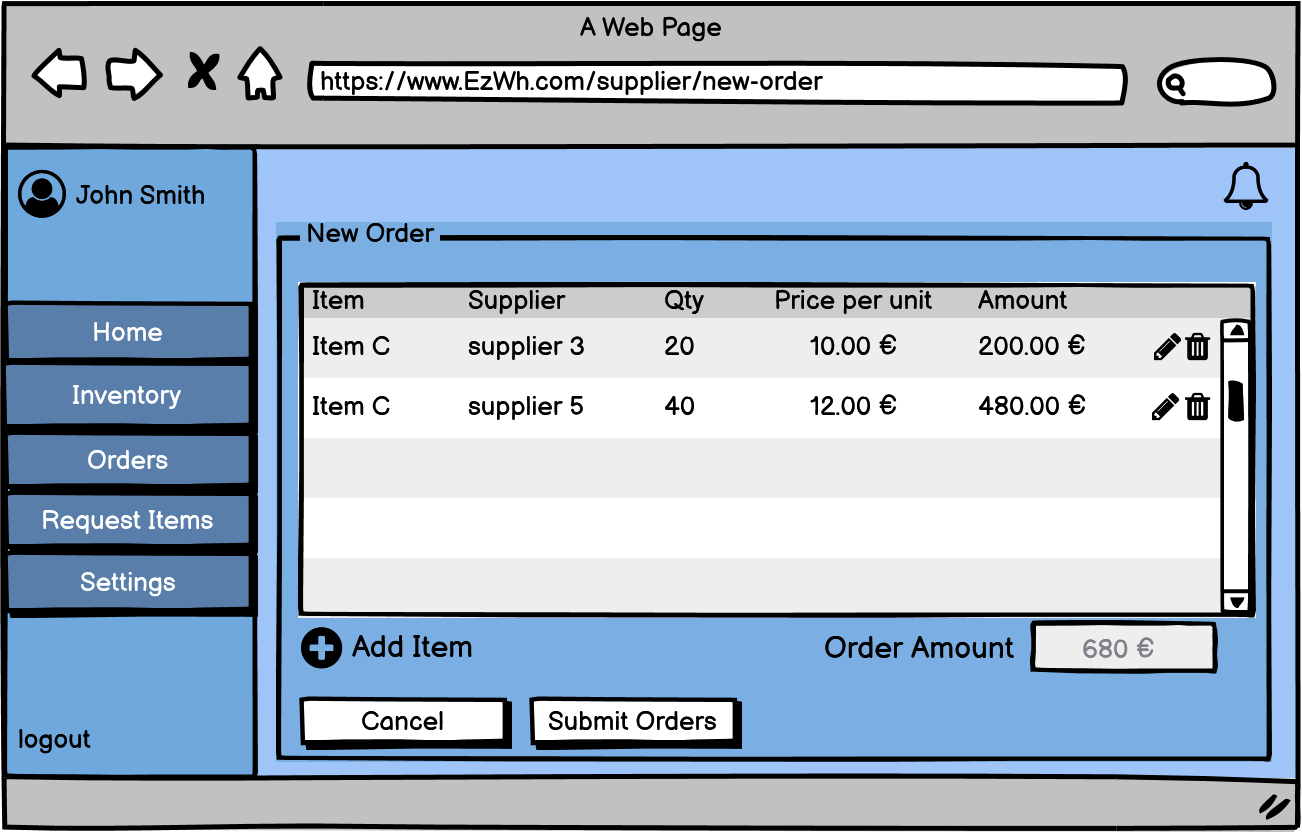 A Web Page
https://www.EzWh.com/supplier/new-order
John Smith
Home
Inventory
Orders
Request Items
Settings
logout
New Order
Item Supplier Qty Price per unit Amount
Item C supplier 3 20 10.00 € 200.00 €
Item C supplier 5 40 12.00 € 480.00 €
Add Item
Order Amount 680 €
Cancel
Submit Orders